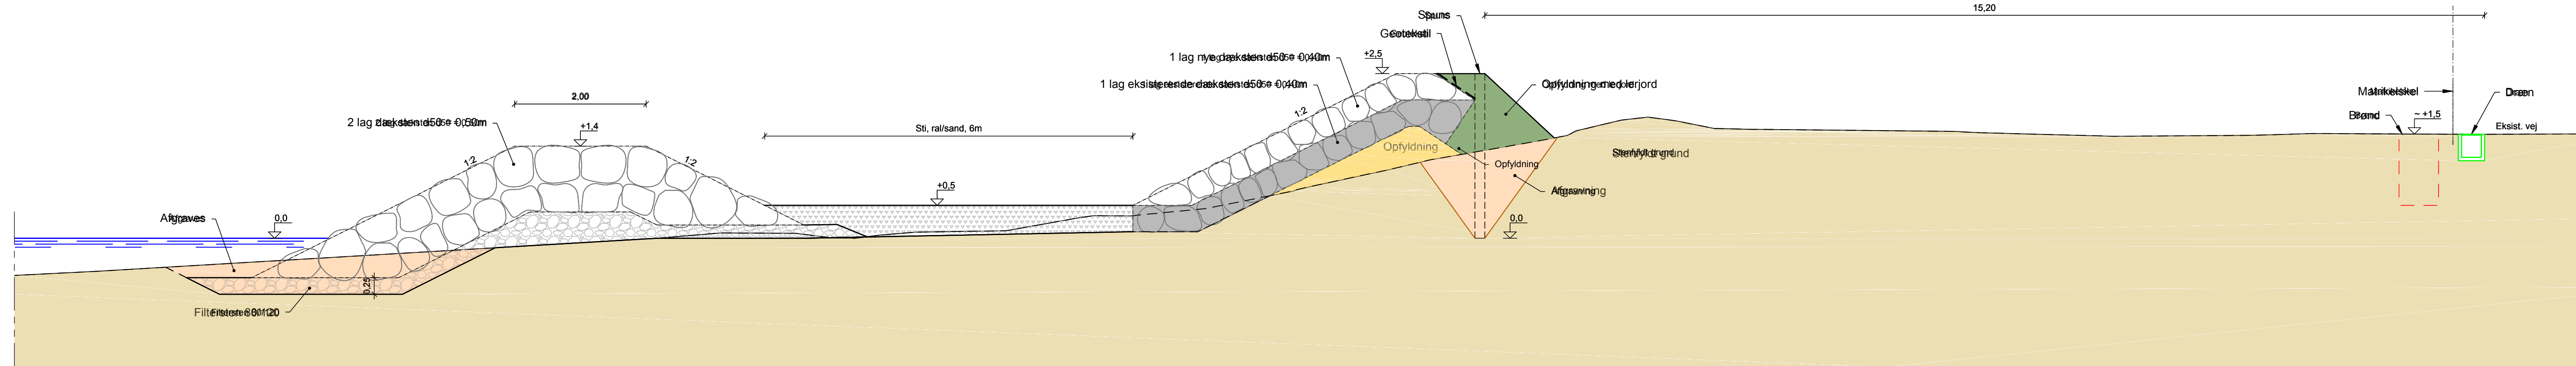 Spuns
15,20
Geotekstil
1 lag nye dæksten d50 = 0,40m
+2,5
1 lag eksisterende dæksten d50 = 0,40m
Opfyldning med lerjord
Matrikelskel
Dræn
2,00
2 lag dæksten d50 = 0,50m
+1,4
Sti, ral/sand, 6m
1:2
Brønd
~ +1,5
Eksist. vej
1:2
1:2
Opfyldning
Stenfyldt grund
Opfyldning
+0,5
Afgravning
Afgraves
0,0
0,0
0,25
Filtersten 80/120